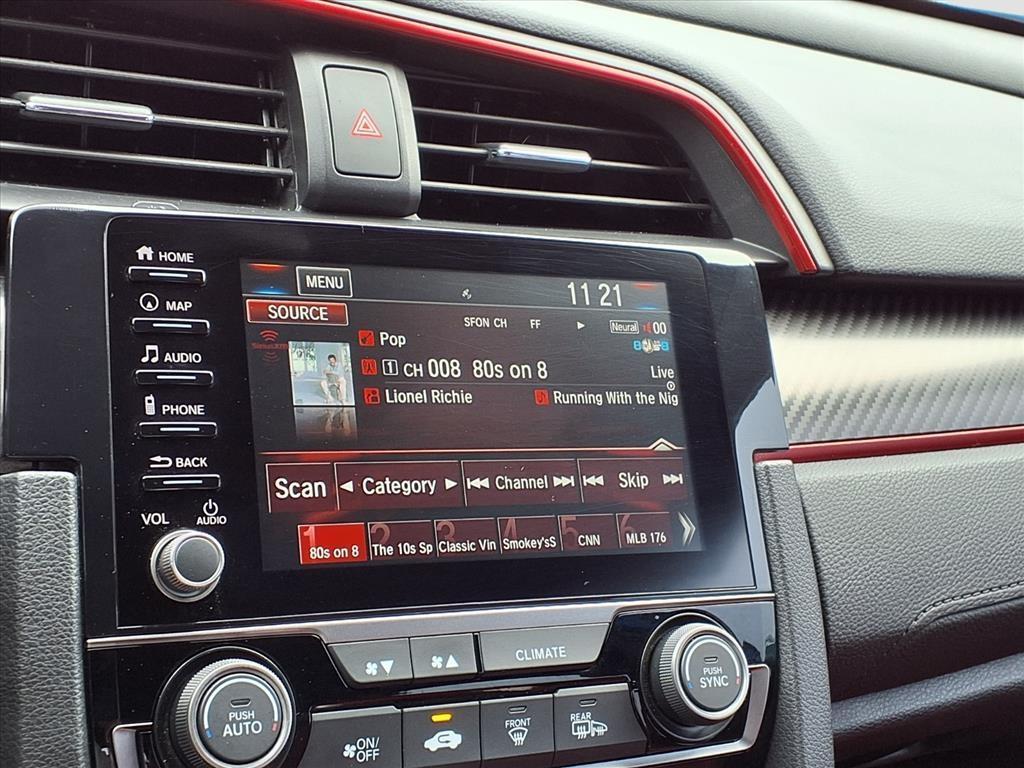 HOME
MAP
AUDIO
PHONE
BACK
VOL
AUDIO
MENU
11 21
SOURCE
SFON CH FF
Neural 00
SiriusXM
Pop
1 CH 008 80s on 8
Live
Lionel Richie
Running With the Nig
Scan
Category
Channel
Skip
1 80s on 8
2 The 10s Sp
3 Classic Vin
4 Smokey'sS
5 CNN
6 MLB 176
CLIMATE
PUSH
AUTO
ON/
OFF
FRONT
REAR
PUSH
SYNC